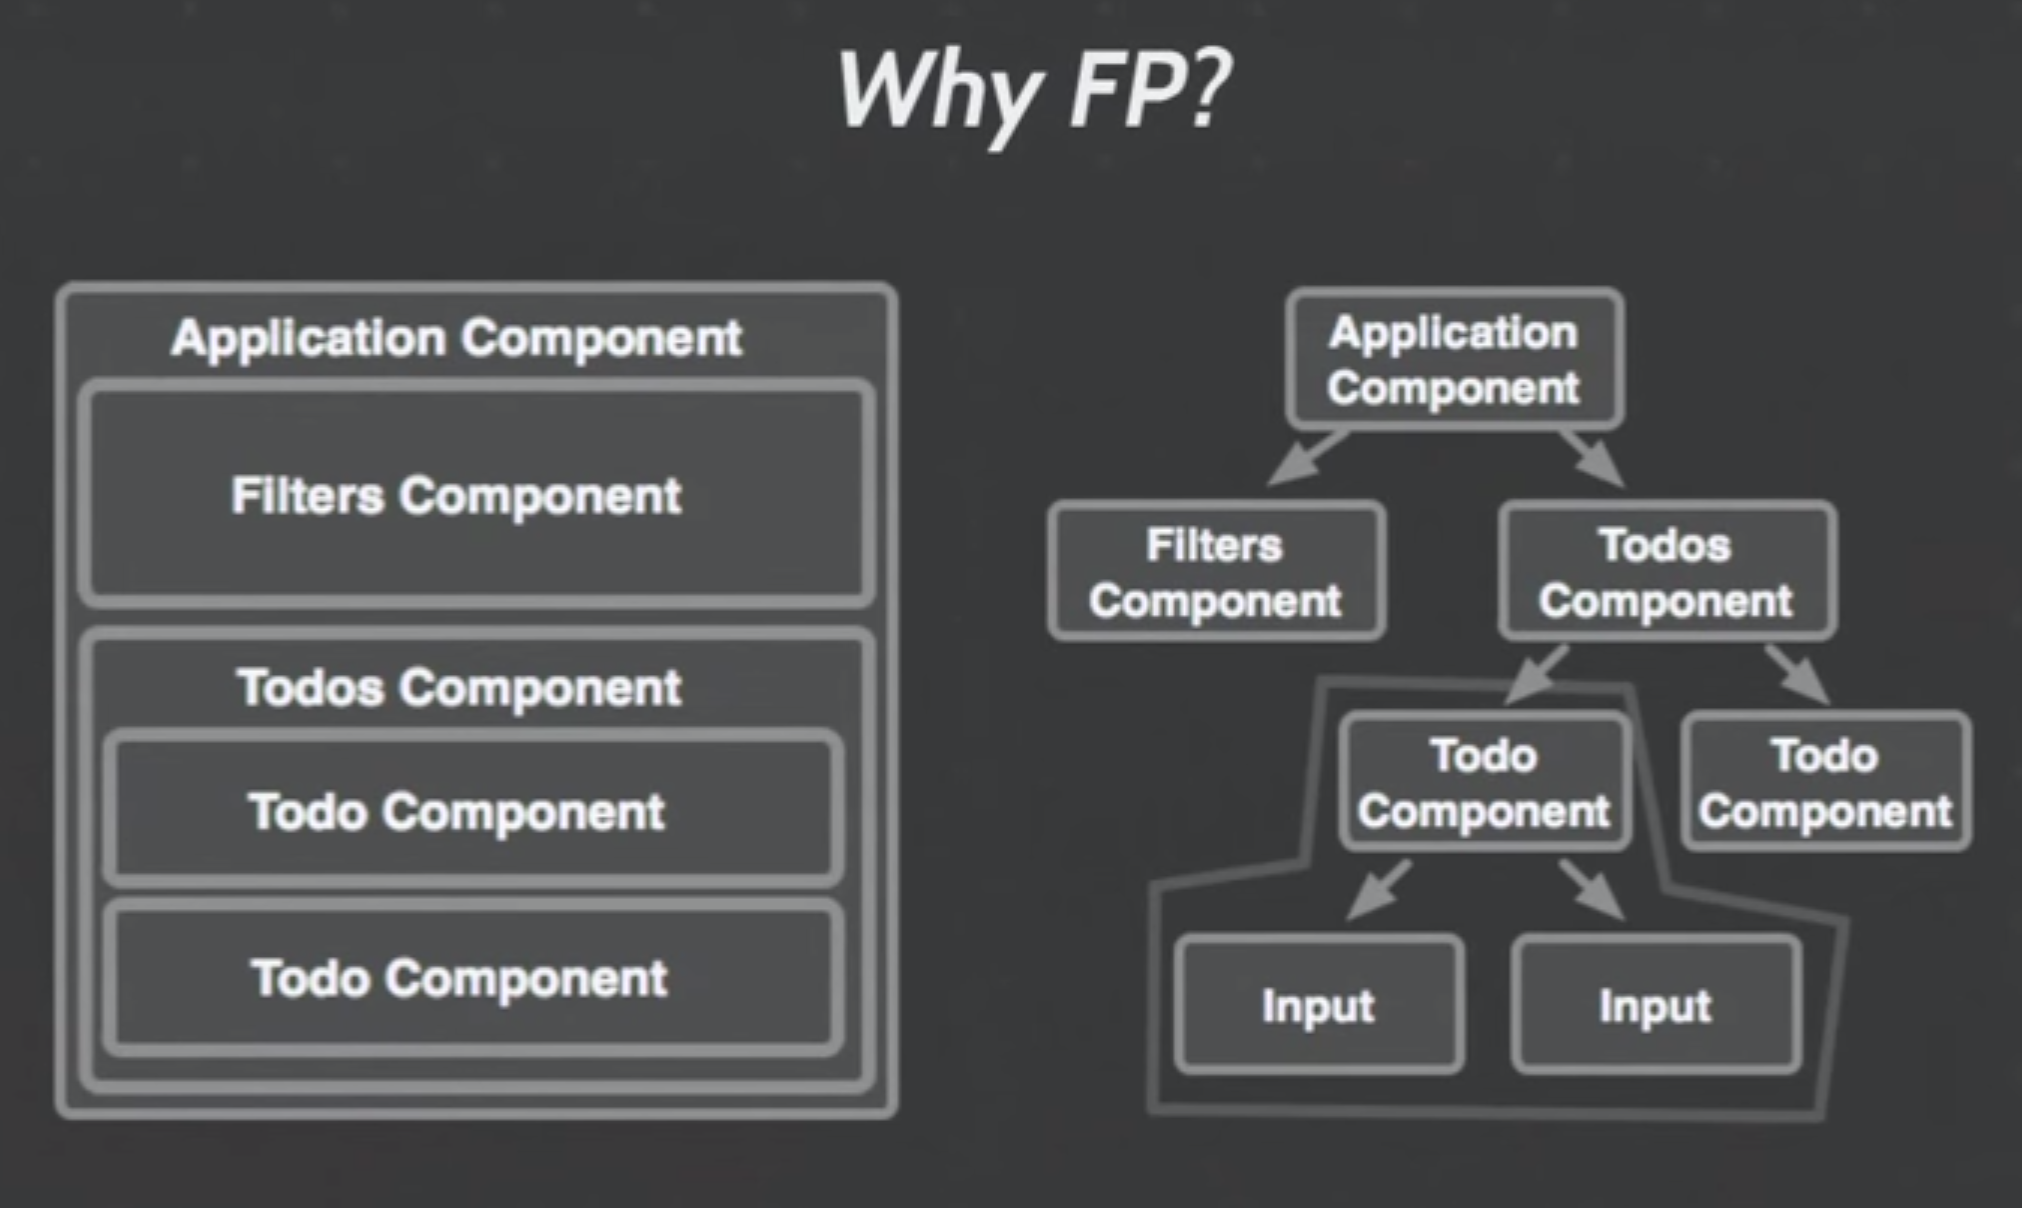 Why FP?
Application Component
Filters Component
Todos Component
Todo Component
Todo Component
Application
Component
Filters
Component
Todos
Component
Todo
Component
Todo
Component
Input
Input